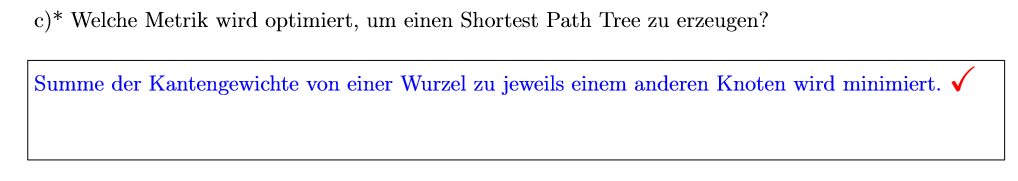 c)* Welche Metrik wird optimiert, um einen Shortest Path Tree zu erzeugen?
Summe der Kantengewichte von einer Wurzel zu jeweils einem anderen Knoten wird minimiert. ✓